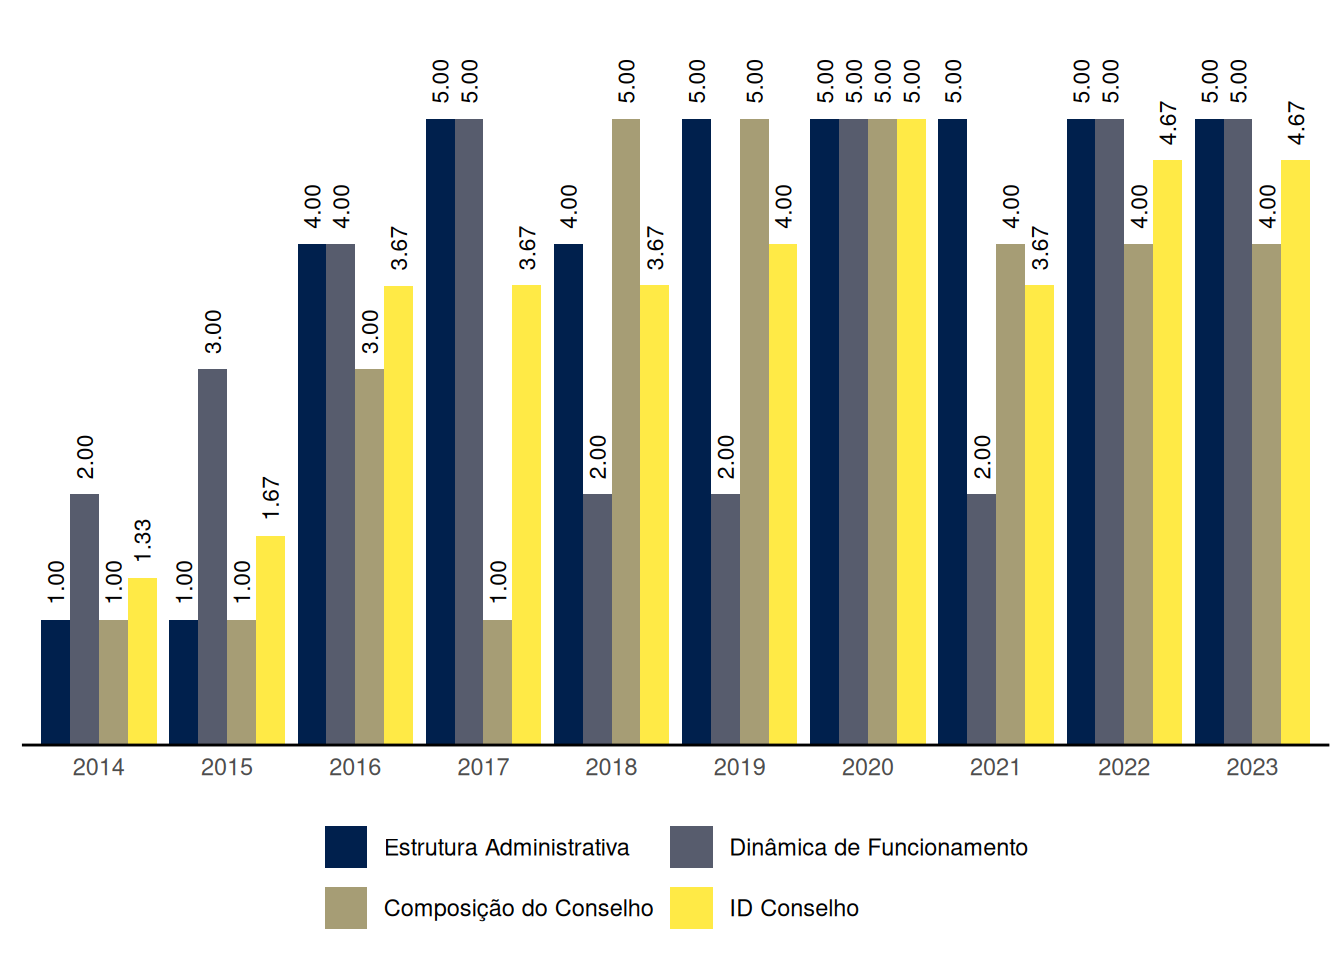 5.00 5.00 5.00 5.00 5.00 5.00 5.00 5.00 5.00 5.00 5.00 5.00 5.00 5.00
4.67 4.67
4.00 4.00 4.00 4.00 4.00 4.00 4.00
3.67 3.67 3.67 3.67
3.00 3.00
2.00 2.00 2.00 2.00
1.67
1.33
1.00 1.00 1.00 1.00 1.00
2014 2015 2016 2017 2018 2019 2020 2021 2022 2023
Estrutura Administrativa Dinâmica de Funcionamento
Composição do Conselho ID Conselho